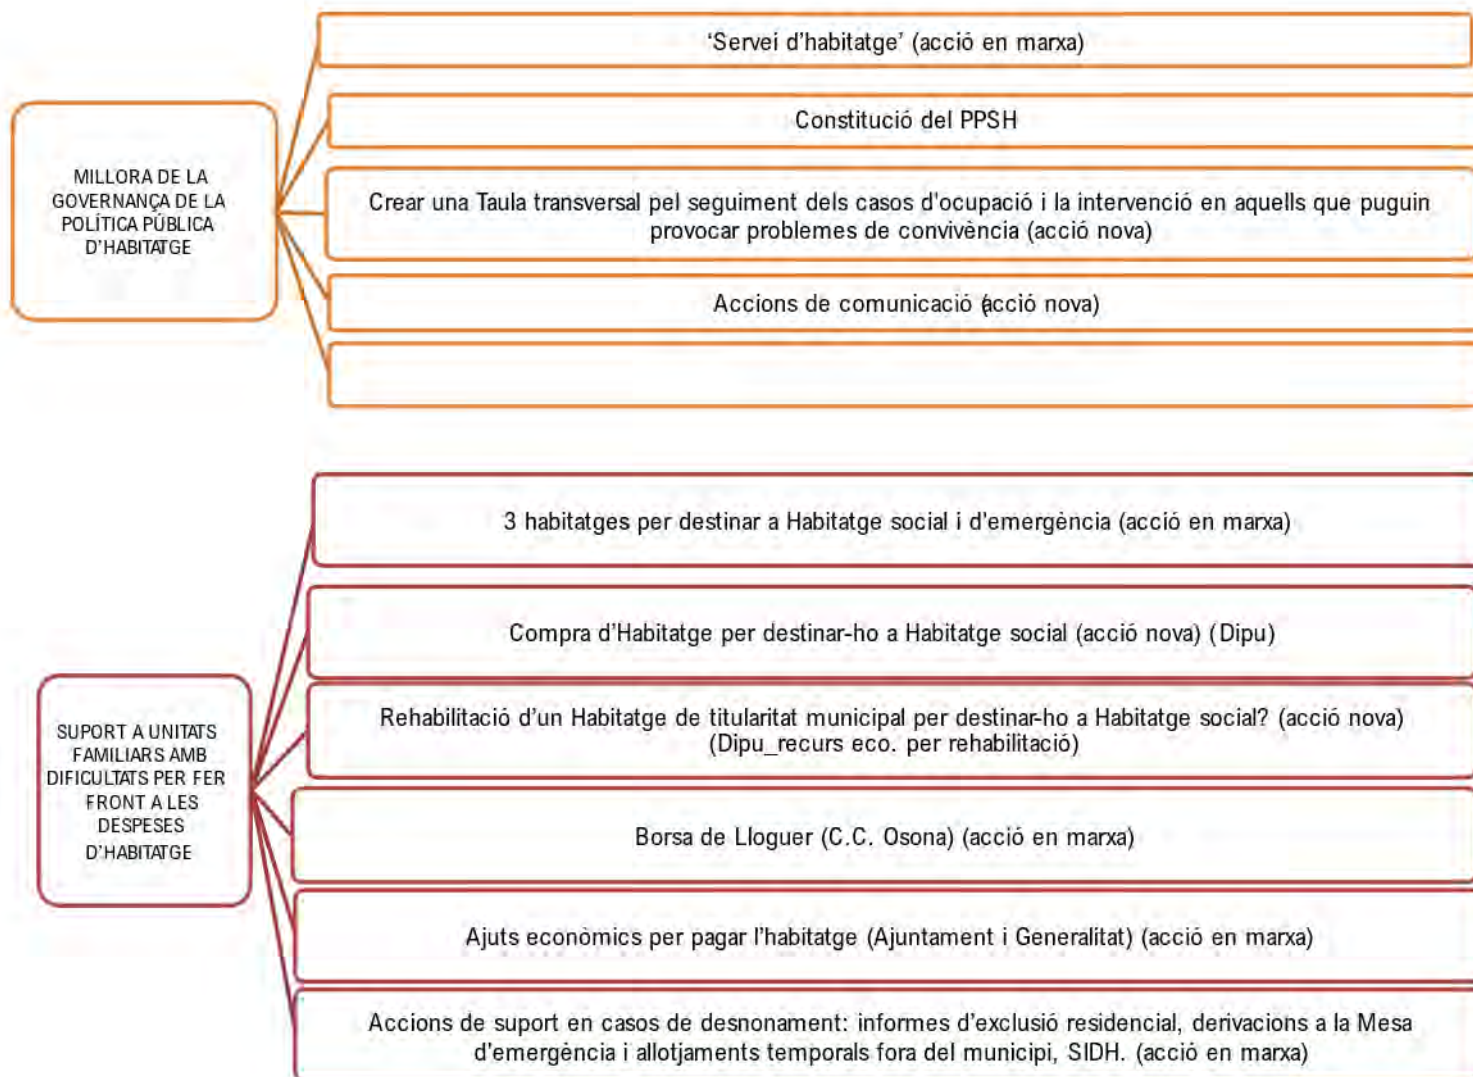 ‘Servei d’habitatge’ (acció en marxa)
Constitució del PPSH
MILLORA DE LA
GOVERNANÇA DE LA
POLÍTICA PÚBLICA
D’HABITATGE
Crear una Taula transversal pel seguiment dels casos d’ocupació i la intervenció en aquells que puguin
provocar problemes de convivència (acció nova)
Accions de comunicació (acció nova)
3 habitatges per destinar a Habitatge social i d’emergència (acció en marxa)
Compra d’Habitatge per destinar-ho a Habitatge social (acció nova) (Dipu)
SUPORT A UNITATS
FAMILIARS AMB
DIFICULTATS PER FER
FRONT A LES
DESPESES
D’HABITATGE
Rehabilitació d’un Habitatge de titularitat municipal per destinar-ho a Habitatge social? (acció nova)
(Dipu_recurs eco. per rehabilitació)
Borsa de Lloguer (C.C. Osona) (acció en marxa)
Ajuts econòmics per pagar l’habitatge (Ajuntament i Generalitat) (acció en marxa)
Accions de suport en casos de desnonament: informes d’exclusió residencial, derivacions a la Mesa
d’emergència i allotjaments temporals fora del municipi, SIDH. (acció en marxa)